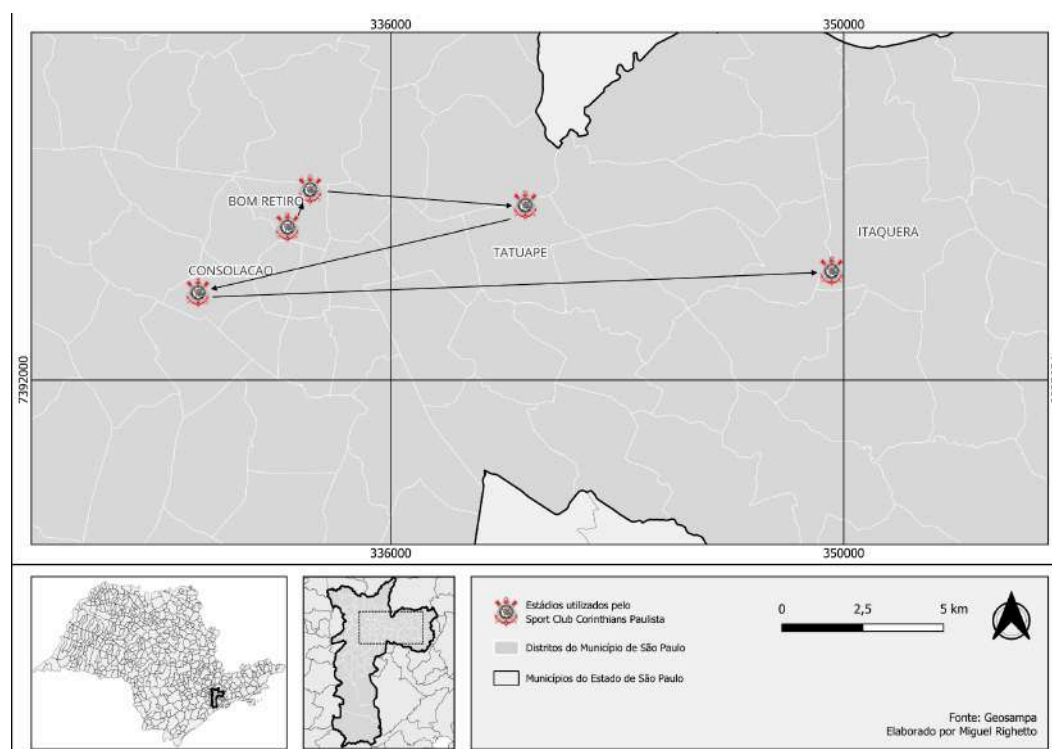 336000
350000
BOM RETIRO
ITAQUERA
TATUAPE
CONSOLACAO
7392000
336000
350000
Estádios utilizados pelo
Sport Club Corinthians Paulista
Distritos do Município de São Paulo
Municípios do Estado de São Paulo
0 2,5 5 km
Fonte: Geosampa
Elaborado por Miguel Righetto